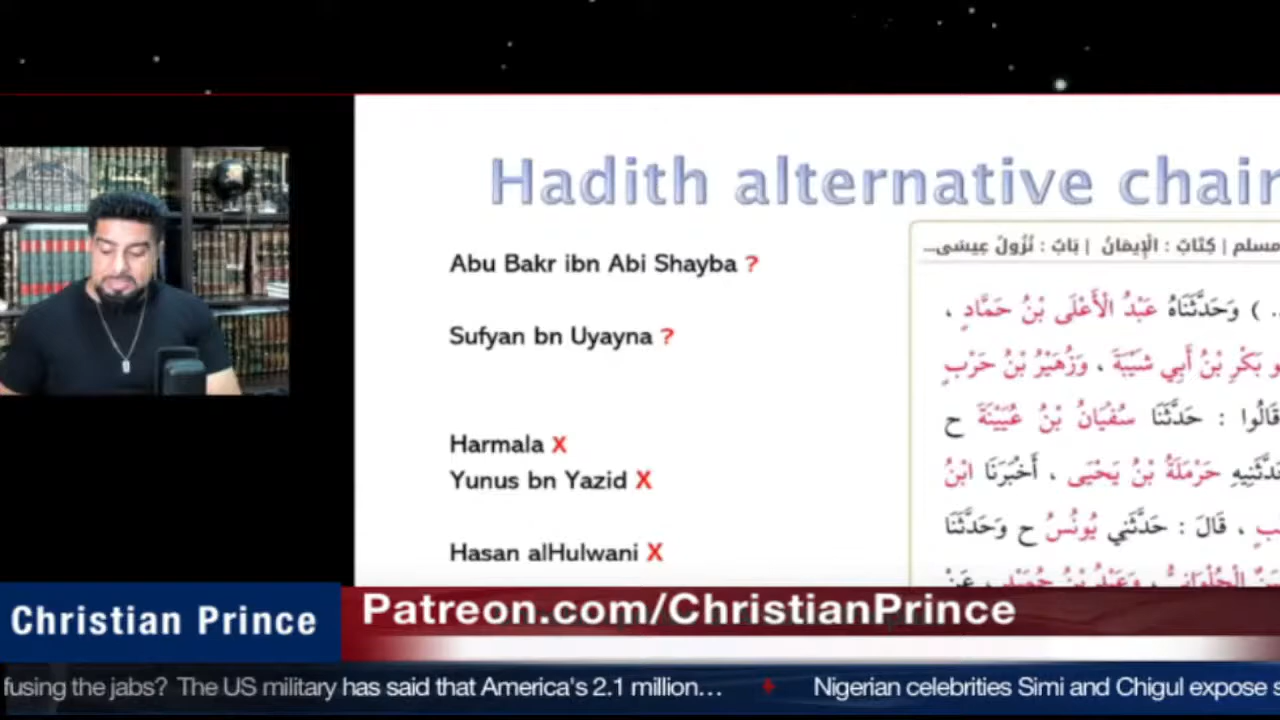 Hadith alternative chain
مسلم | كِتَابُ : الْإِيمَانُ | بَابُ : نُزُولُ عِيسَى...
Abu Bakr ibn Abi Shayba ?
.. ) وَحَدَّثَنَاهُ عَبْدُ الْأَعْلَى بْنُ حَمَّادٍ ،
Sufyan bn Uyayna ?
و بَكْرِ بْنُ أَبِي شَيْبَةَ ، وَزُهَيْرُ بْنُ حَرْبٍ
قَالُوا : حَدَّثَنَا سُفْيَانُ بْنُ عُيَيْنَةَ ح
Harmala X
حَدَّثَنِيهِ حَرْمَلَةُ بْنُ يَحْيَى ، أَخْبَرَنَا ابْنُ
Yunus bn Yazid X
، قَالَ : حَدَّثَنِي يُونُسُ ح وَحَدَّثَنَا
Hasan alHulwani X
Christian Prince
Patreon.com/ChristianPrince
fusing the jabs? The US military has said that America's 2.1 million... Nigerian celebrities Simi and Chigul expose s